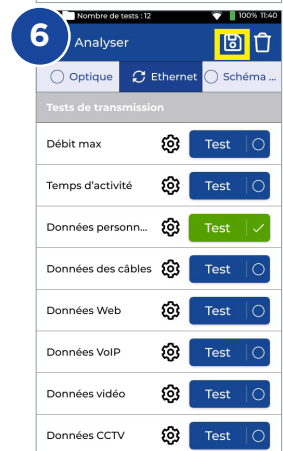 Nombre de tests : 12
100% 11:40
6
Analyser
Optique
Ethernet
Schéma ...
Tests de transmission
Débit max
Test
Temps d'activité
Test
Données personn...
Test
Données des câbles
Test
Données Web
Test
Données VoIP
Test
Données vidéo
Test
Données CCTV
Test